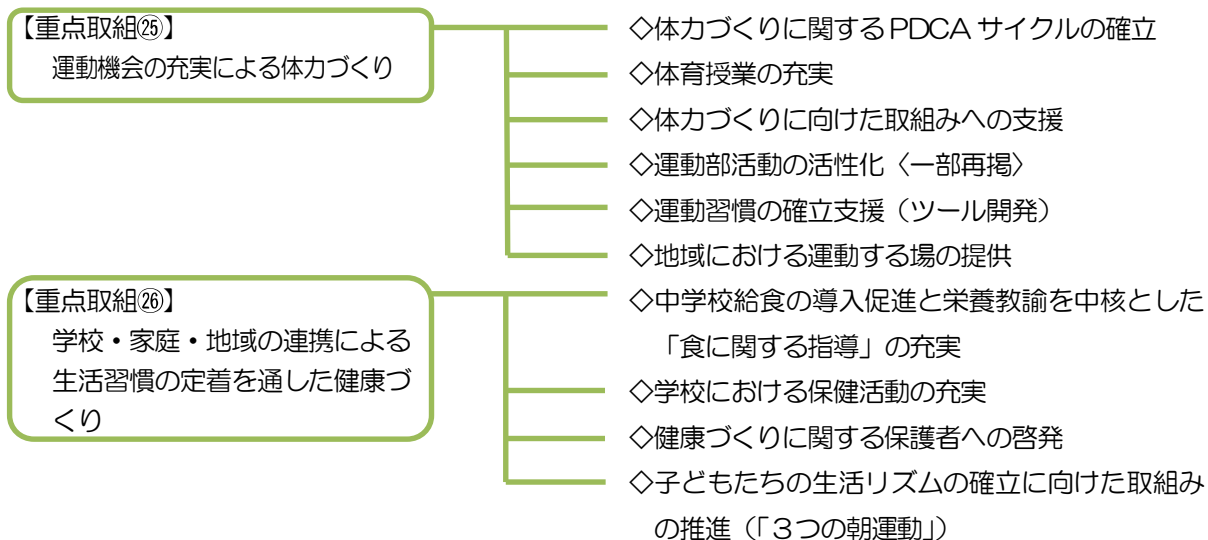 【重点取組㉕】
運動機会の充実による体力づくり
◇体力づくりに関するPDCAサイクルの確立
◇体育授業の充実
◇体力づくりに向けた取組みへの支援
◇運動部活動の活性化〈一部再掲〉
◇運動習慣の確立支援（ツール開発）
◇地域における運動する場の提供
【重点取組㉖】
学校・家庭・地域の連携による
生活習慣の定着を通した健康づ
くり
◇中学校給食の導入促進と栄養教諭を中核とした
「食に関する指導」の充実
◇学校における保健活動の充実
◇健康づくりに関する保護者への啓発
◇子どもたちの生活リズムの確立に向けた取組み
の推進（「３つの朝運動」）